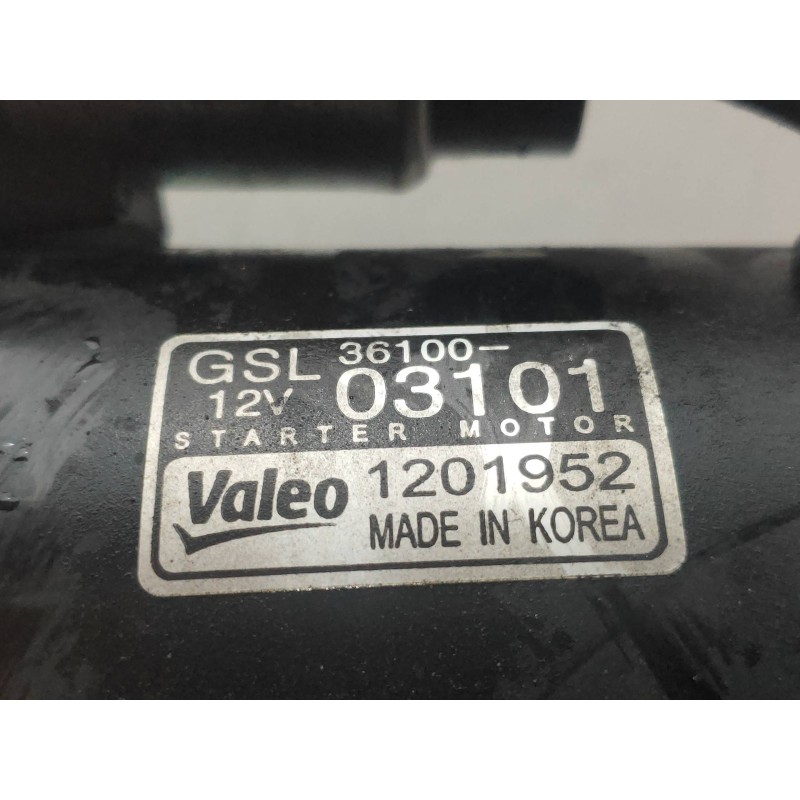 GSL 36100-
12V 03101
STARTER MOTOR
Valeo 1201952
MADE IN KOREA